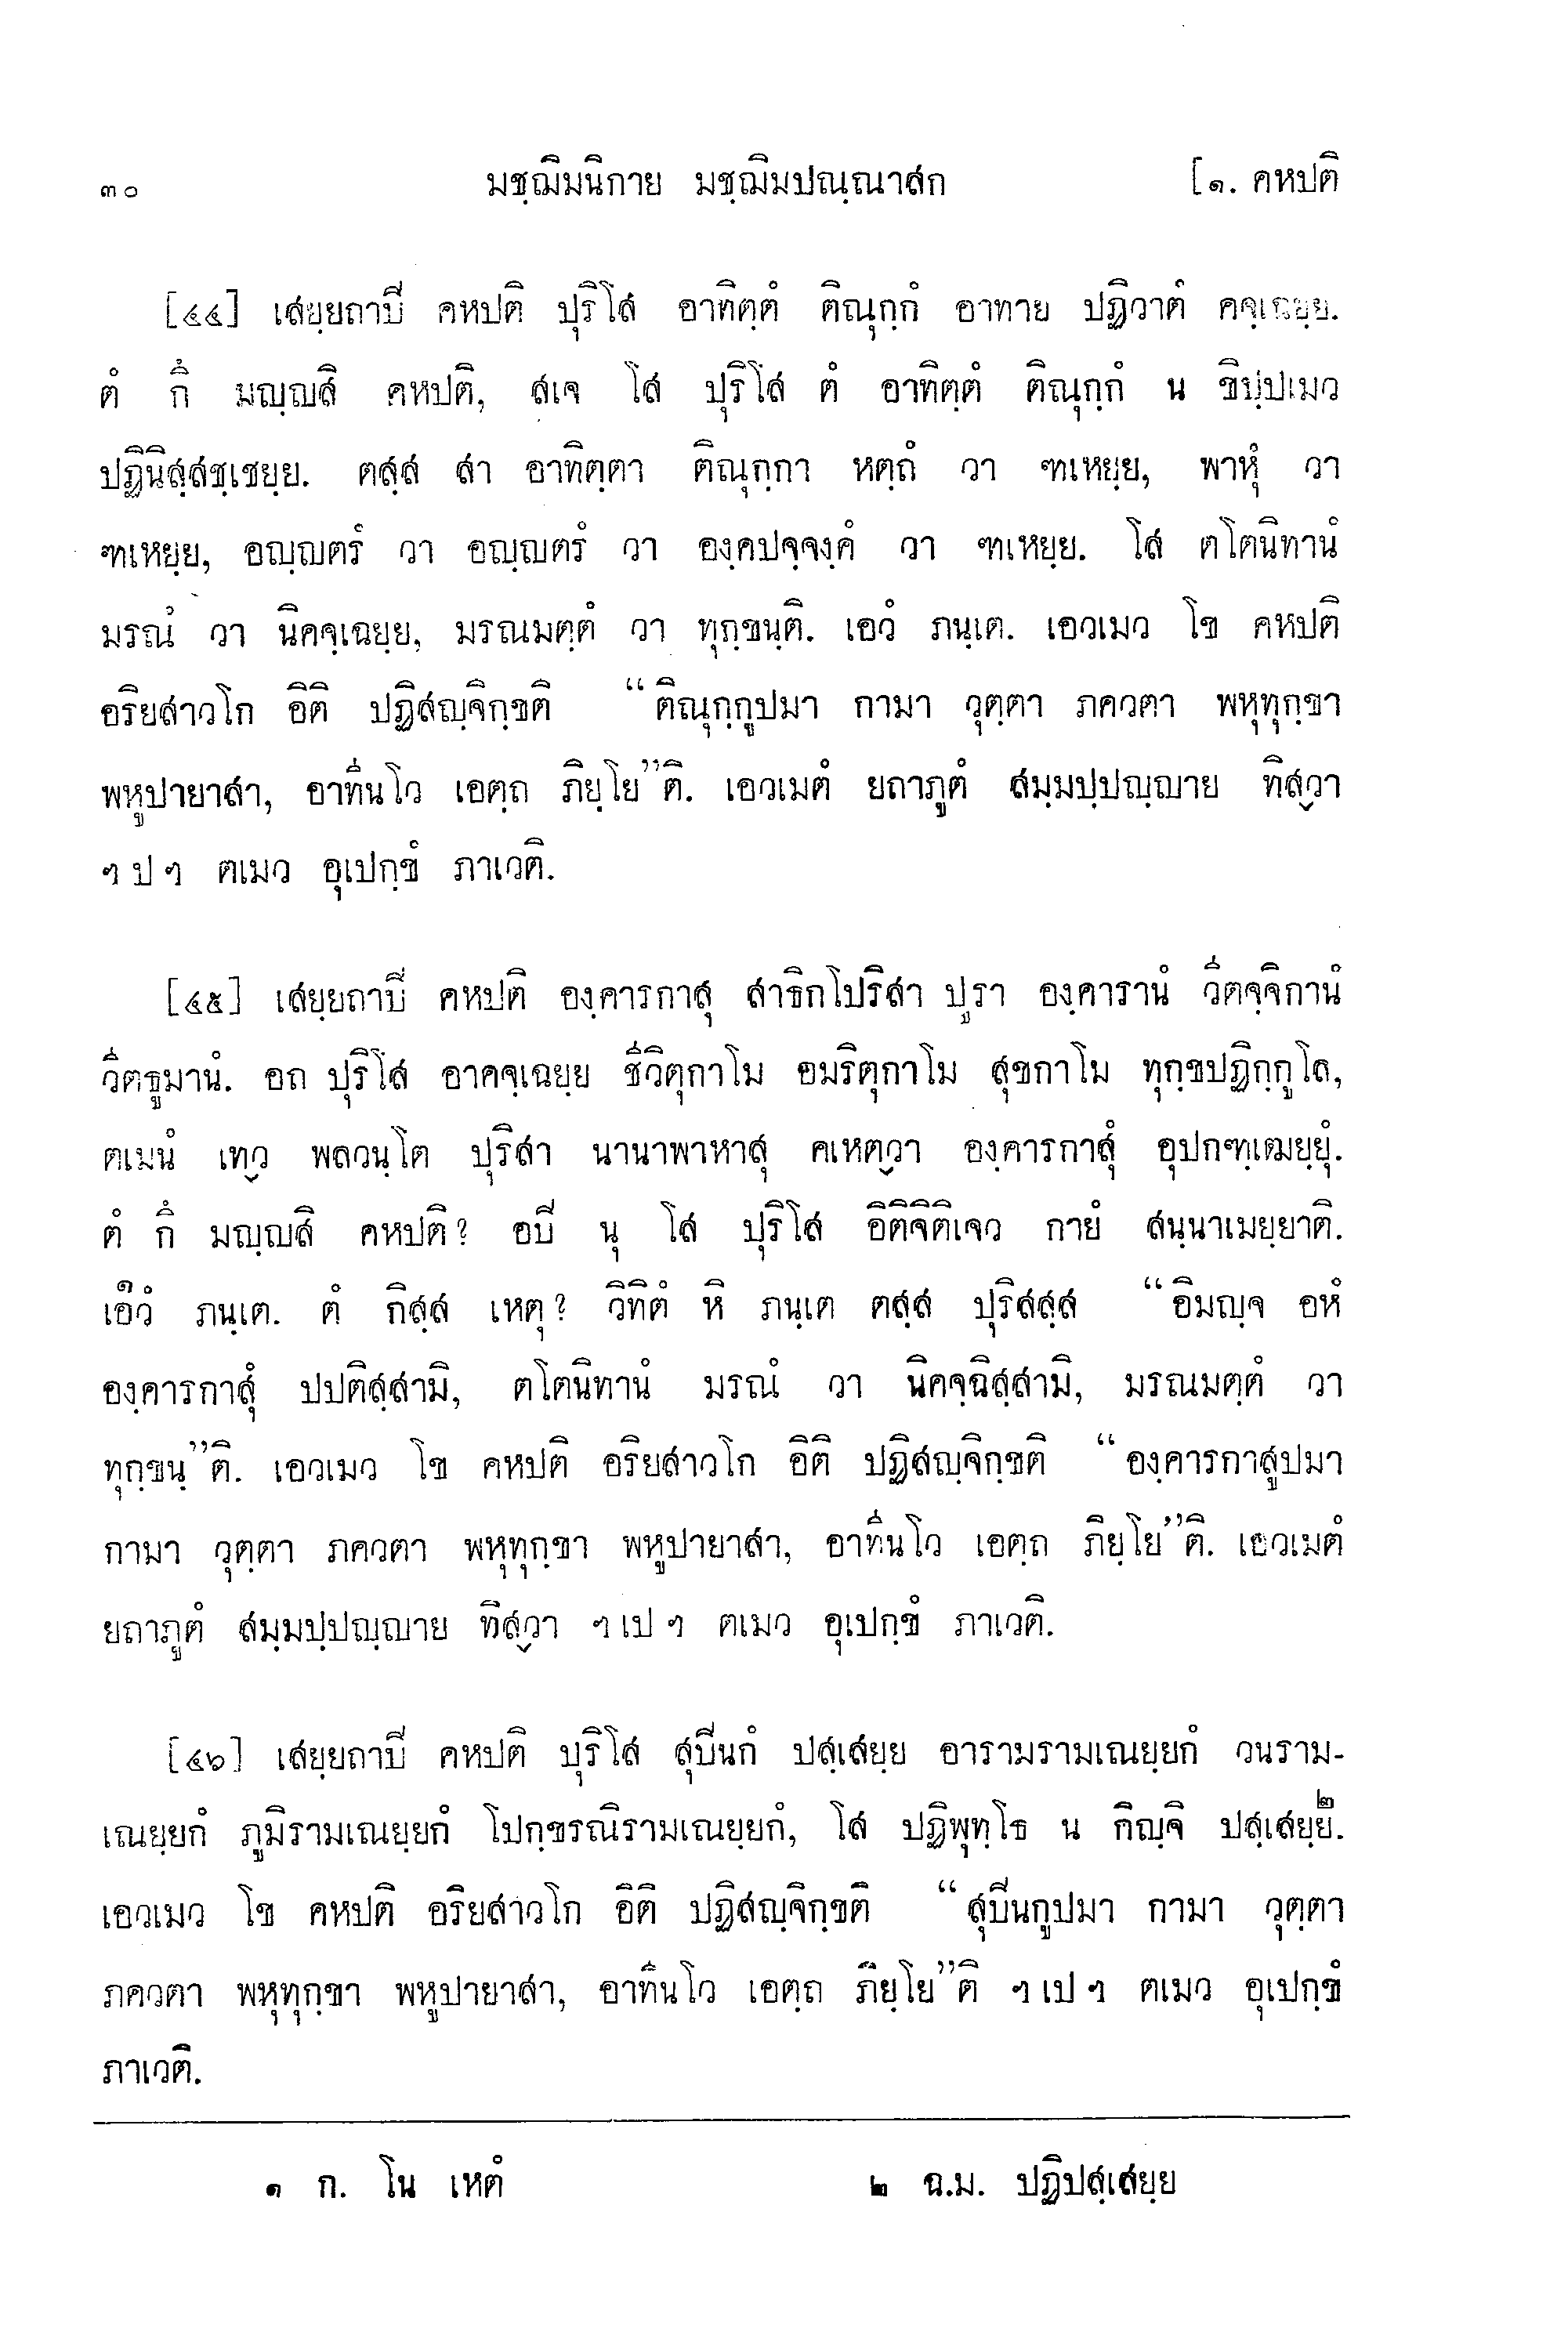 ๓๐ มชฺฌิมนิกาย มชฺฌิมปณฺณาสก [๑. คหปติ
[๔๔] เสยฺยถาปี คหปติ ปุริโส อาทิตฺตํ ติณุกฺกํ อาทาย ปฏิวาตํ คจฺเฉยฺย.
ตํ กึ มญฺญสิ คหปติ, สเจ โส ปุริโส ตํ อาทิตฺตํ ติณุกฺกํ น ขิปฺปเมว
ปฏินิสฺสชฺเชยฺย. ตสฺส สา อาทิตฺตา ติณุกฺกา หตฺถํ วา ฑเหยฺย, พาหุํ วา
ฑเหยฺย, อญฺญตรํ วา อญฺญตรํ วา องฺคปจฺจงฺคํ วา ฑเหยฺย. โส ตโตนิทานํ
มรณํ วา นิคจฺเฉยฺย, มรณมตฺตํ วา ทุกฺขนฺติ. เอวํ ภนฺเต. เอวเมว โข คหปติ
อริยสาวโก อิติ ปฏิสญฺจิกฺขติ “ติณุกฺกูปมา กามา วุตฺตา ภควตา พหุทุกฺขา
พหูปายาสา, อาทีนโว เอตฺถ ภิยฺโย”ติ. เอวเมตํ ยถาภูตํ สมฺมปฺปญฺญาย ทิสฺวา
ฯ ป ฯ ตเมว อุเปกฺขํ ภาเวติ.
[๔๕] เสยฺยถาปี คหปติ องฺคารกาสุ สาธิกโปริสา ปูรา องฺคารานํ วีตจฺจิกานํ
วีตธูมานํ. อถ ปุริโส อาคจฺเฉยฺย ชีวิตุกาโม อมริตุกาโม สุขกาโม ทุกฺขปฏิกฺกูโล,
ตเมนํ เทฺว พลวนฺโต ปุริสา นานาพาหาสุ คเหตฺวา องฺคารกาสุํ อุปกฑฺเฒยฺยุํ.
ตํ กึ มญฺญสิ คหปติ? อปี นุ โส ปุริโส อิติจิติเจว กายํ สนฺนาเมยฺยาติ.
เอวํ๑ ภนฺเต. ตํ กิสฺส เหตุ? วิทิตํ หิ ภนฺเต ตสฺส ปุริสสฺส “อิมญฺจ อหํ
องฺคารกาสุํ ปปติสฺสามิ, ตโตนิทานํ มรณํ วา นิคจฺฉิสฺสามิ, มรณมตฺตํ วา
ทุกฺขนฺ”ติ. เอวเมว โข คหปติ อริยสาวโก อิติ ปฏิสญฺจิกฺขติ “องฺคารกาสูปมา
กามา วุตฺตา ภควตา พหุทุกฺขา พหูปายาสา, อาทีนโว เอตฺถ ภิยฺโย”ติ. เอวเมตํ
ยถาภูตํ สมฺมปฺปญฺญาย ทิสฺวา ฯ เป ฯ ตเมว อุเปกฺขํ ภาเวติ.
[๔๖] เสยฺยถาปี คหปติ ปุริโส สุปีนกํ ปสฺเสยฺย อารามรามเณยฺยกํ วนราม-
เณยฺยกํ ภูมิรามเณยฺยกํ โปกฺขรณิรามเณยฺยกํ, โส ปฏิพุทฺโธ น กิญฺจิ ปสฺเสยฺย๒.
เอวเมว โข คหปติ อริยสาวโก อิติ ปฏิสญฺจิกฺขติ “สุปีนกูปมา กามา วุตฺตา
ภควตา พหุทุกฺขา พหูปายาสา, อาทีนโว เอตฺถ ภิยฺโย”ติ ฯ เป ฯ ตเมว อุเปกฺขํ
ภาเวติ.
๑ ก. โน เหตํ ๒ ฉ.ม. ปฏิปสฺเสยฺย